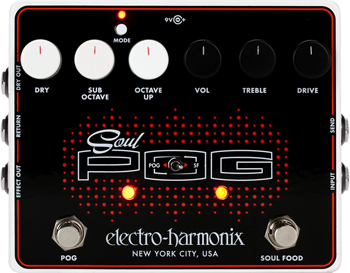 9V
MODE
DRY
SUB
OCTAVE
OCTAVE
UP
VOL
TREBLE
DRIVE
DRY OUT
RETURN
EFFECT OUT
SEND
INPUT
Soul
POG
POG
SF
electro-harmonix
NEW YORK CITY, USA
POG
SOUL FOOD